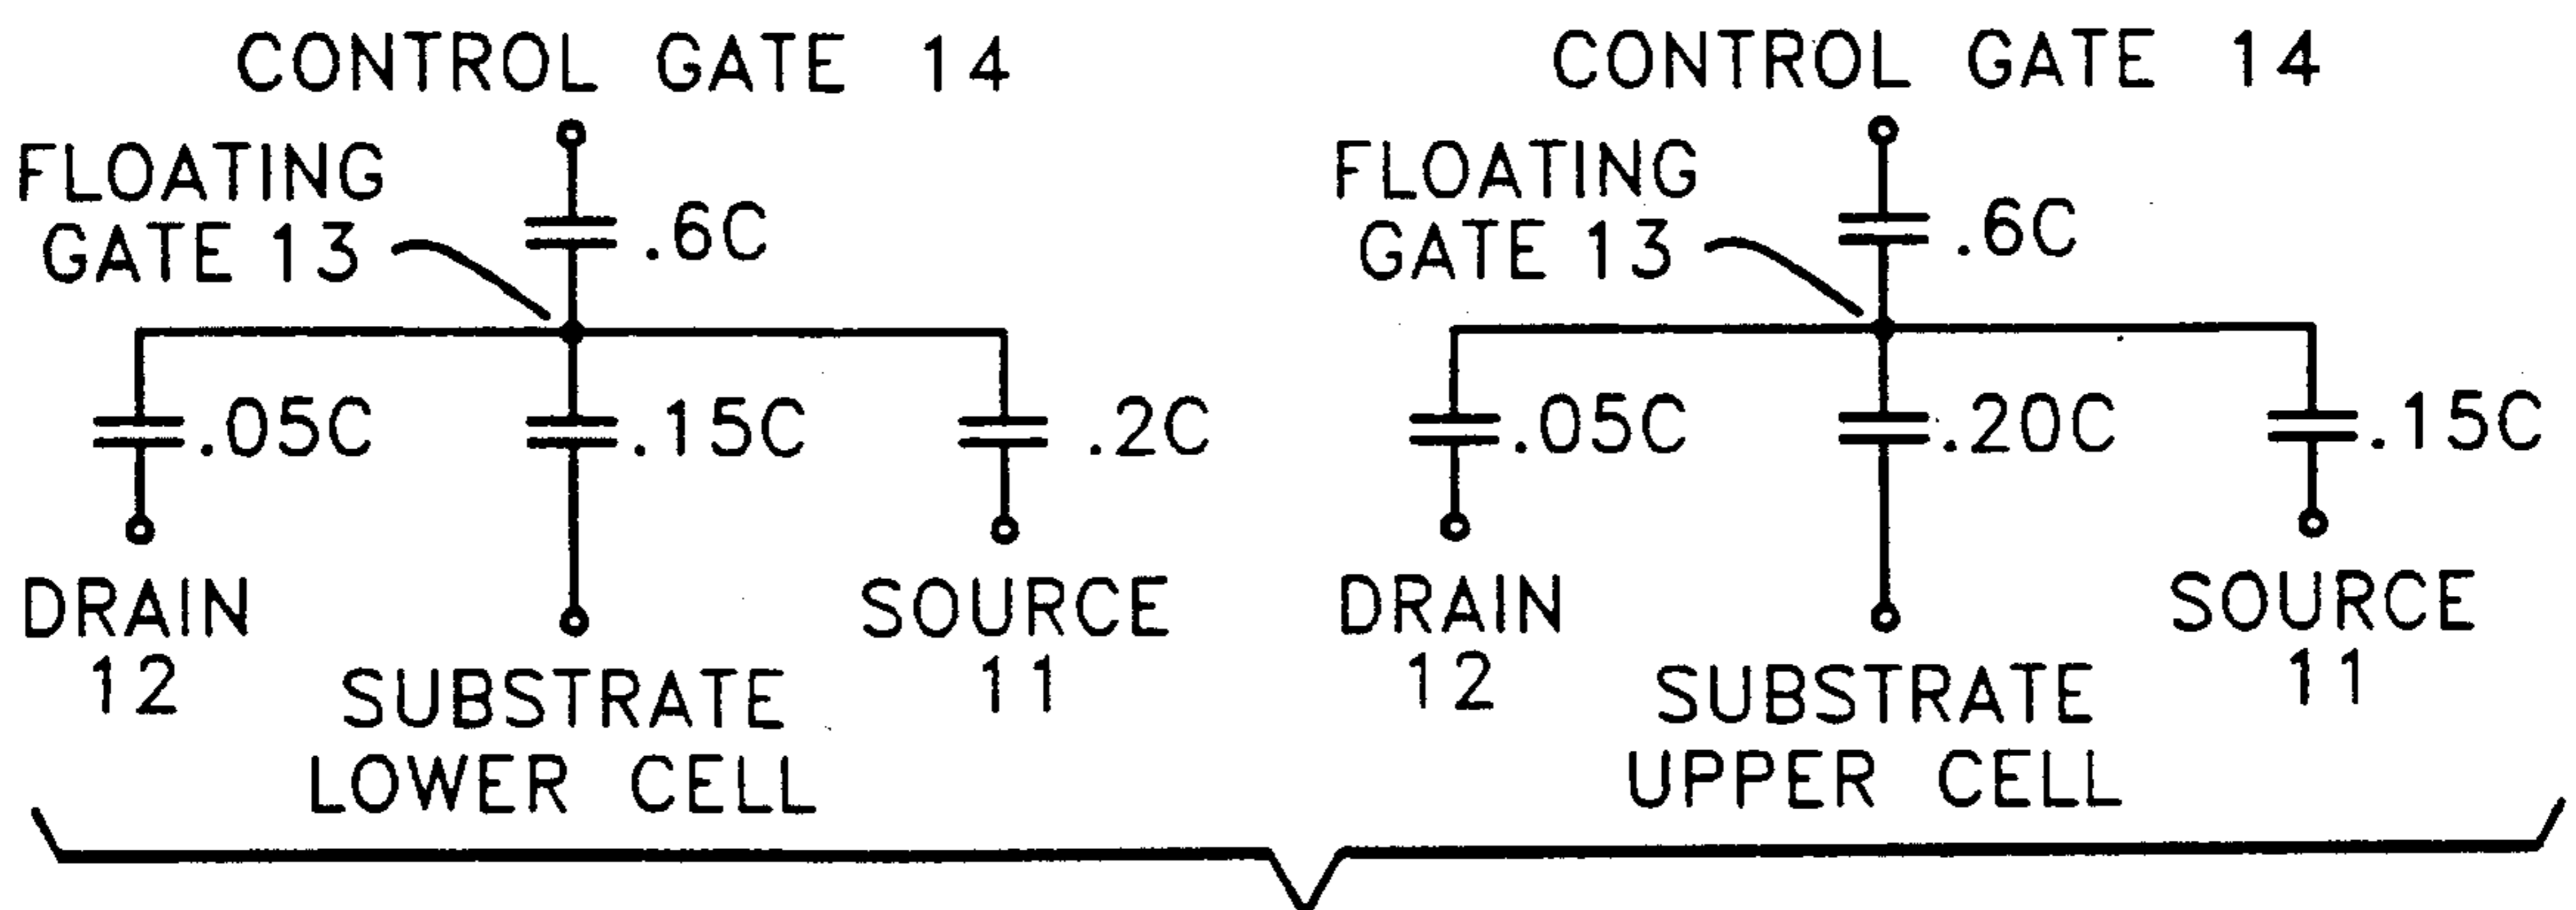 CONTROL GATE 14
FLOATING
GATE 13
.6C
.05C
.15C
.2C
DRAIN
12
SOURCE
11
SUBSTRATE
LOWER CELL
CONTROL GATE 14
FLOATING
GATE 13
.6C
.05C
.20C
.15C
DRAIN
12
SOURCE
11
SUBSTRATE
UPPER CELL